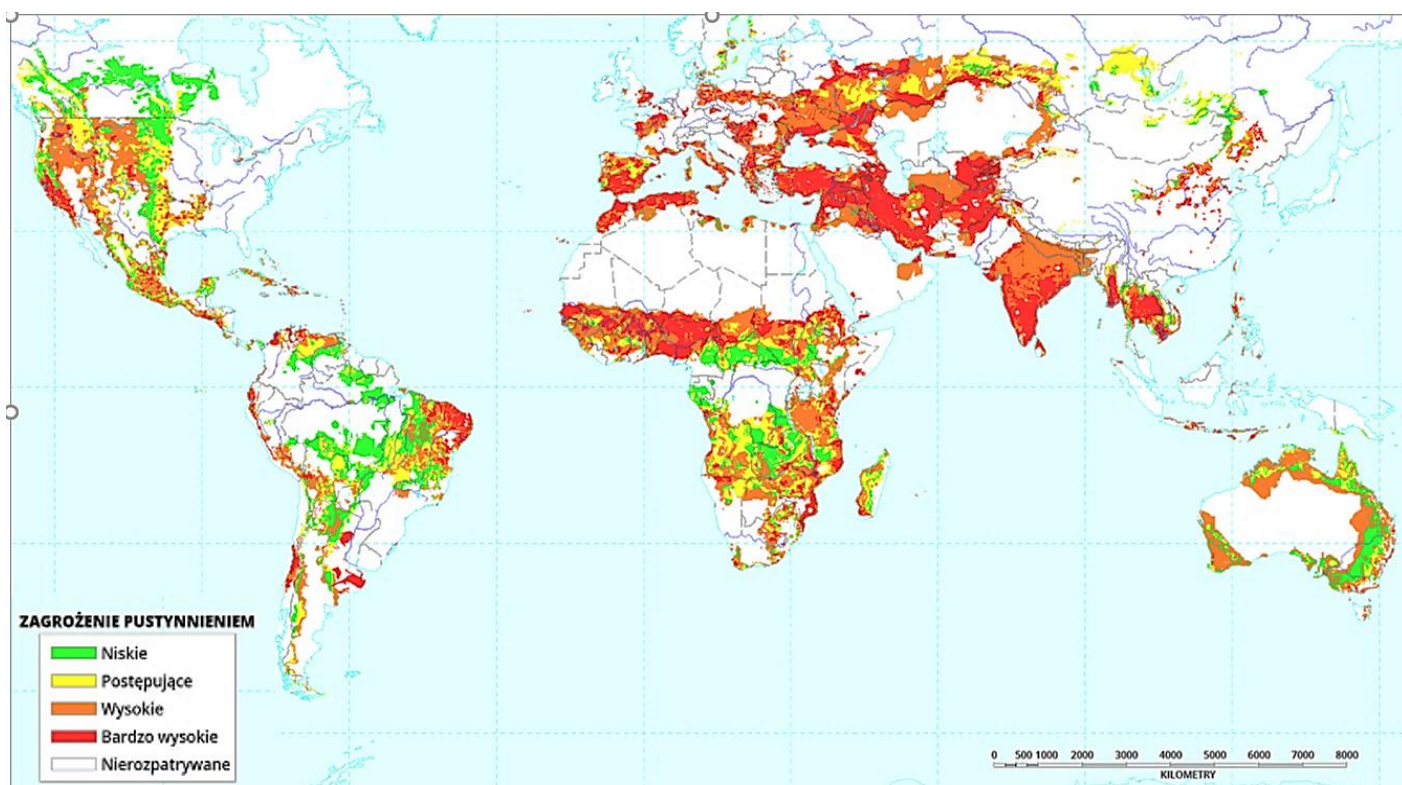 ZAGROŻENIE PUSTYNNIENIEM
Niskie
Postępujące
Wysokie
Bardzo wysokie
Nierozpatrywane
0 500 1000 2000 3000 4000 5000 6000 7000 8000
KILOMETRY